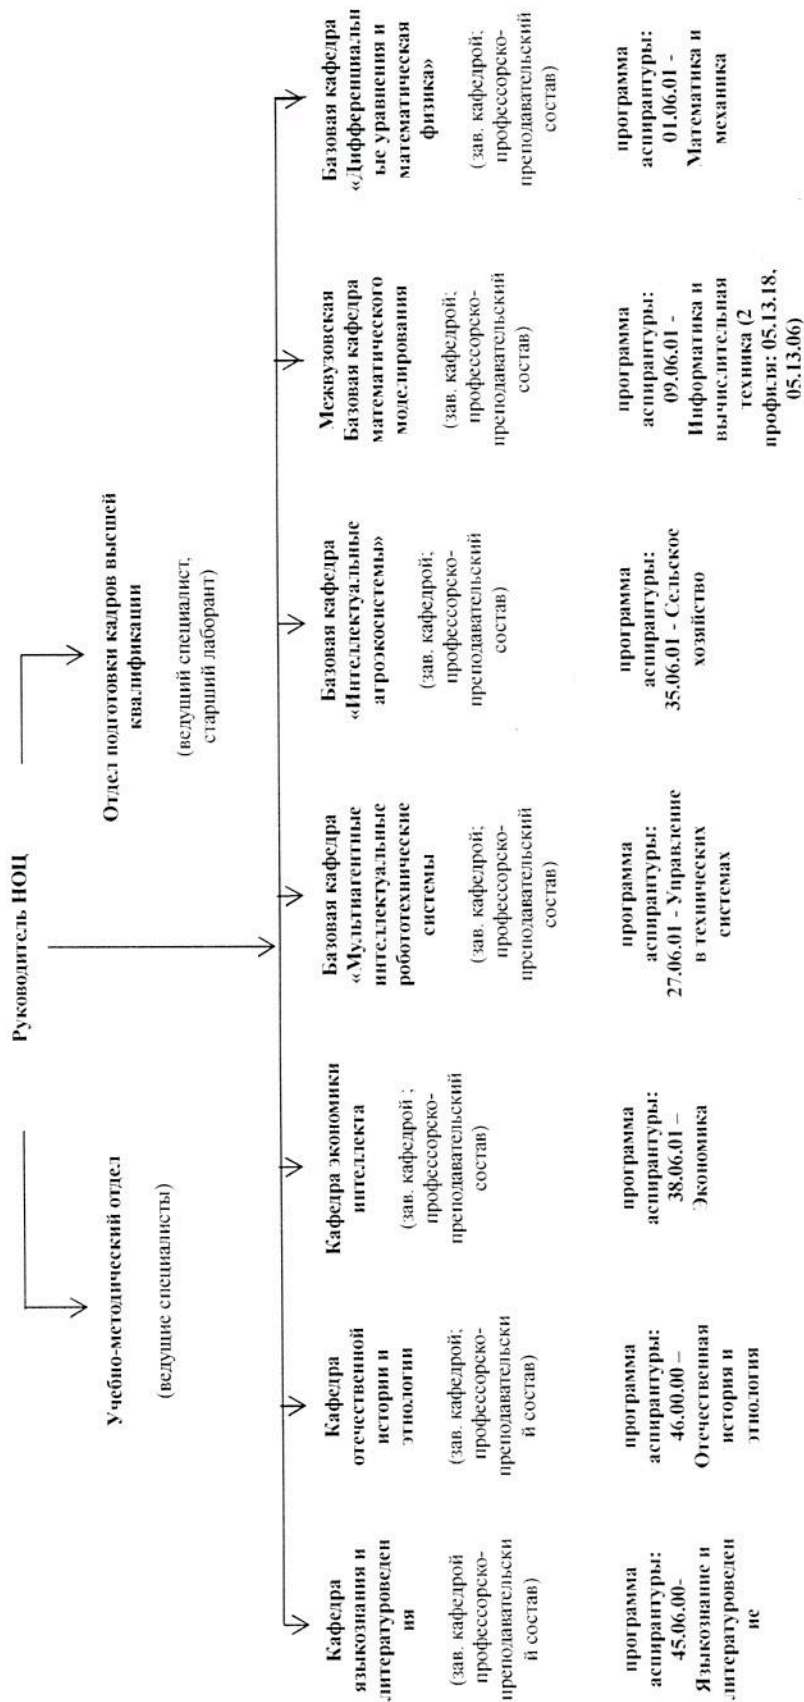 Руководитель НОЦ
Учебно-методический отдел
(ведущие специалисты)
Отдел подготовки кадров высшей
квалификации
(ведущий специалист,
старший лаборант)
Кафедра
языкознания и
литературоведен
ия
(зав. кафедрой
профессорско-
преподавательски
й состав)
программа
аспирантуры:
45.06.00-
Языкознание и
литературоведен
ие
Кафедра
отечественной
истории и
этнологии
(зав. кафедрой;
профессорско-
преподавательски
й состав)
программа
аспирантуры:
46.00.00 –
Отечественная
история и
этнология
Кафедра экономики
интеллекта
(зав. кафедрой ;
профессорско-
преподавательский
состав)
программа
аспирантуры:
38.06.01 –
Экономика
Базовая кафедра
«Мультиагентные
интеллектуальные
робототехнические
системы
(зав. кафедрой;
профессорско-
преподавательский
состав)
программа
аспирантуры:
27.06.01 - Управление
в технических
системах
Базовая кафедра
«Интеллектуальные
агроэкосистемы»
(зав. кафедрой;
профессорско-
преподавательский
состав)
программа
аспирантуры:
35.06.01 - Сельское
хозяйство
Межвузовская
Базовая кафедра
математического
моделирования
(зав. кафедрой;
профессорско-
преподавательский
состав)
программа
аспирантуры:
09.06.01 -
Информатика и
вычислительная
техника (2
профиля: 05.13.18,
05.13.06)
Базовая кафедра
«Дифференциальн
ые уравнения и
математическая
физика»
(зав. кафедрой;
профессорско-
преподавательский
состав)
программа
аспирантуры:
01.06.01 -
Математика и
механика